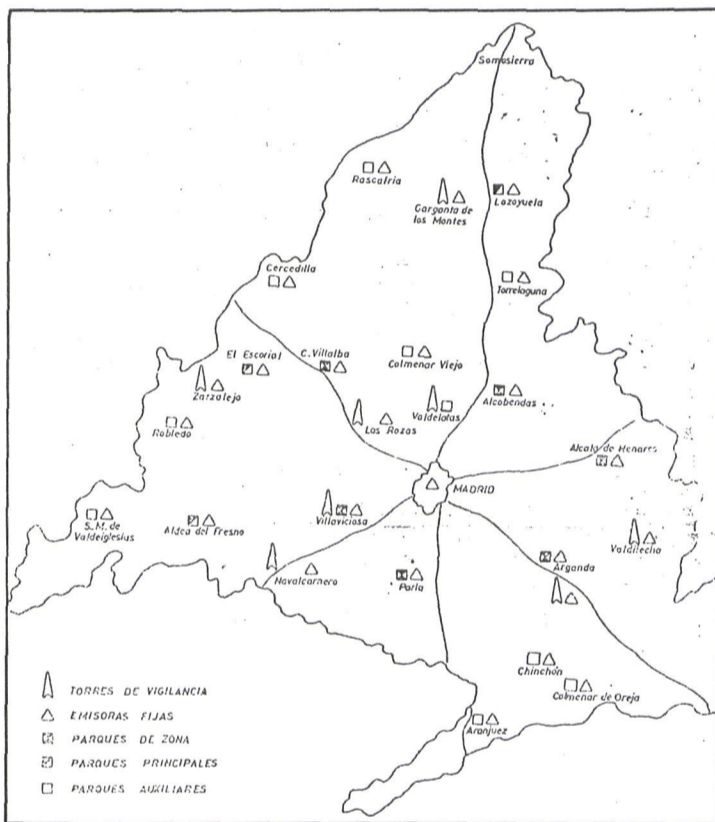 Somosierra
Rascafria
Garganta de
los Montes
Lozoyuela
Cercedilla
Torrelaguna
El Escorial
C. Villalba
Colmenar Viejo
Zarzalejo
Valdelatas
Alcobendas
Robledo
Las Rozas
Alcalá de Henares
MADRID
S. M. de
Valdeiglesias
Aldea del Fresno
Villaviciosa
Valdilecha
Navalcarnero
Parla
Arganda
Chinchón
Colmenar de Oreja
Aranjuez
TORRES DE VIGILANCIA
EMISORAS FIJAS
PARQUES DE ZONA
PARQUES PRINCIPALES
PARQUES AUXILIARES